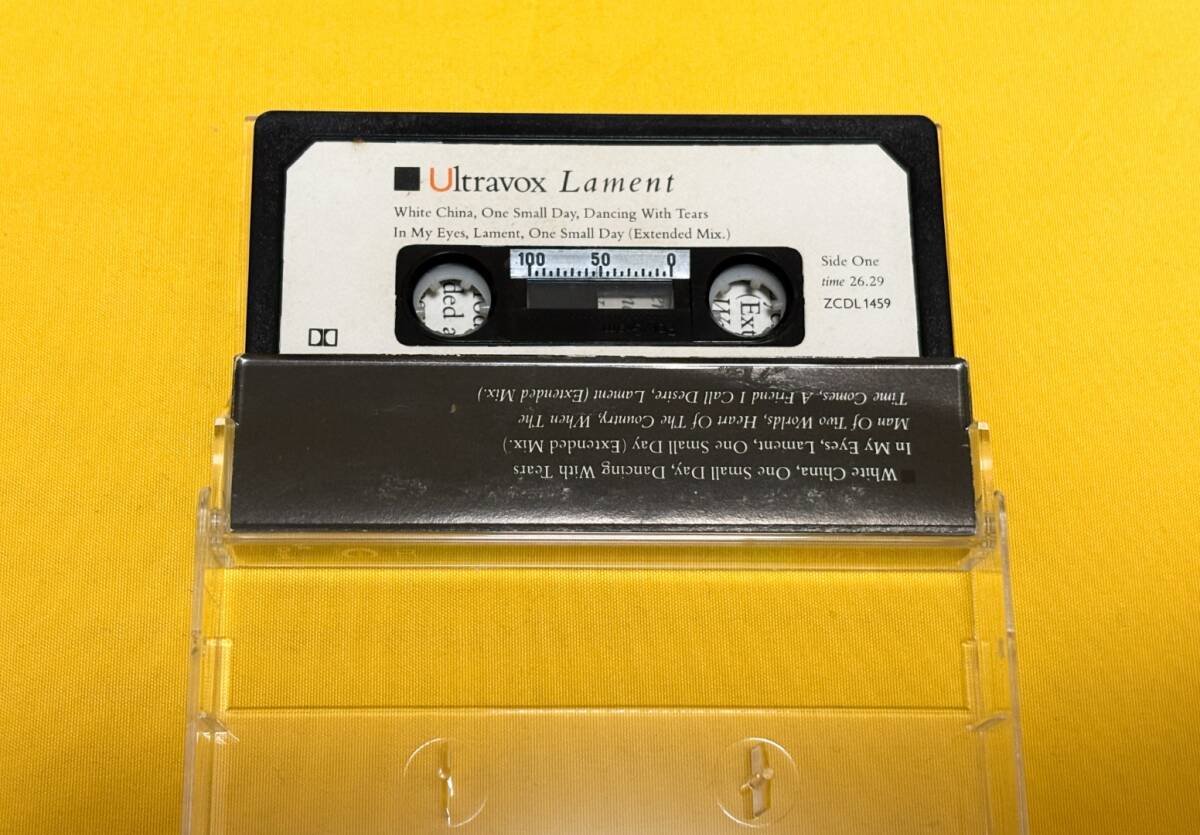 Ultravox Lament
White China, One Small Day, Dancing With Tears
In My Eyes, Lament, One Small Day (Extended Mix.)
100 50 0
Side One
time 26.29
ZCDL1459
White China, One Small Day, Dancing With Tears
In My Eyes, Lament, One Small Day (Extended Mix.)
Man Of Two Worlds, Heart Of The Country, When The
Time Comes, A Friend I Call Desire, Lament (Extended Mix.)